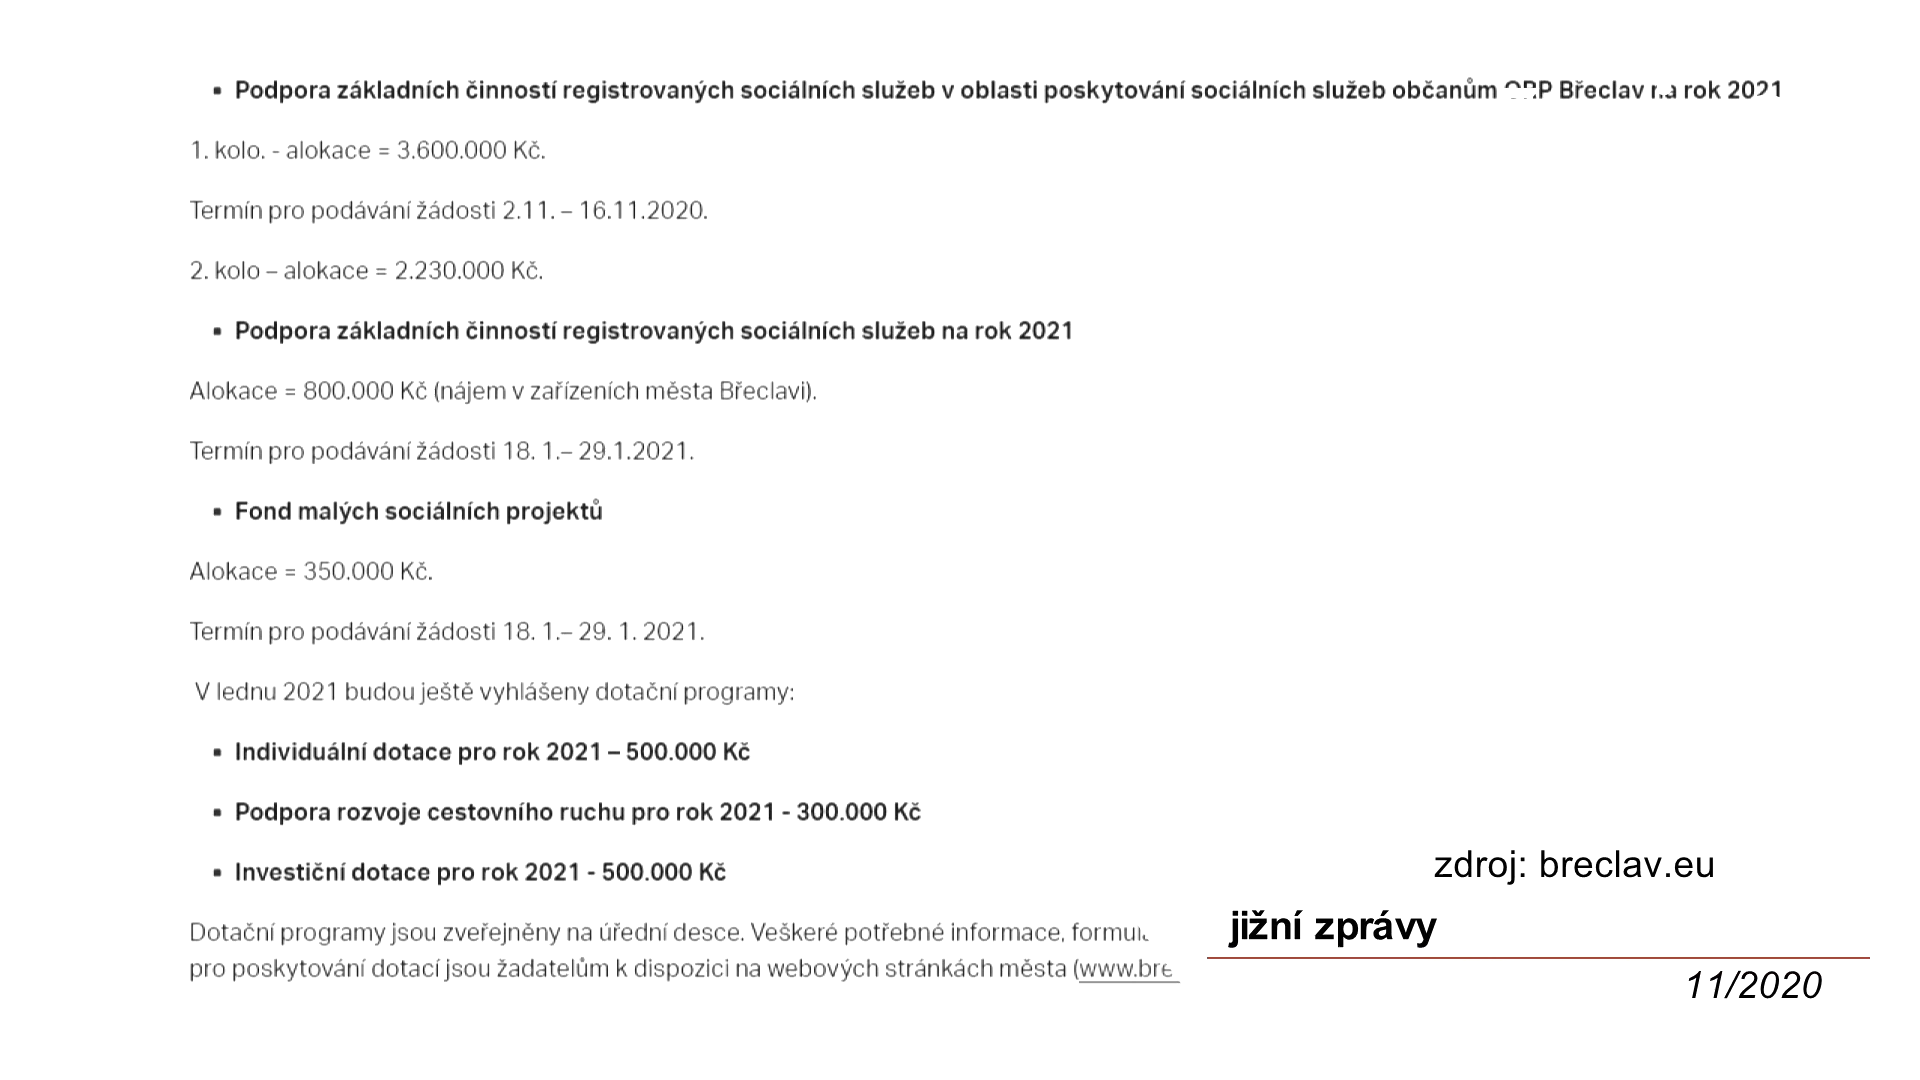 ▪ Podpora základních činností registrovaných sociálních služeb v oblasti poskytování sociálních služeb občanům ORP Břeclav na rok 2021
1. kolo. - alokace = 3.600.000 Kč.
Termín pro podávání žádosti 2.11. – 16.11.2020.
2. kolo – alokace = 2.230.000 Kč.
▪ Podpora základních činností registrovaných sociálních služeb na rok 2021
Alokace = 800.000 Kč (nájem v zařízeních města Břeclavi).
Termín pro podávání žádosti 18. 1.– 29.1.2021.
▪ Fond malých sociálních projektů
Alokace = 350.000 Kč.
Termín pro podávání žádosti 18. 1.– 29. 1. 2021.
V lednu 2021 budou ještě vyhlášeny dotační programy:
▪ Individuální dotace pro rok 2021 – 500.000 Kč
▪ Podpora rozvoje cestovního ruchu pro rok 2021 - 300.000 Kč
▪ Investiční dotace pro rok 2021 - 500.000 Kč
Dotační programy jsou zveřejněny na úřední desce. Veškeré potřebné informace,
pro poskytování dotací jsou žadatelům k dispozici na webových stránkách města (www.bre
zdroj: breclav.eu
jižní zprávy
11/2020